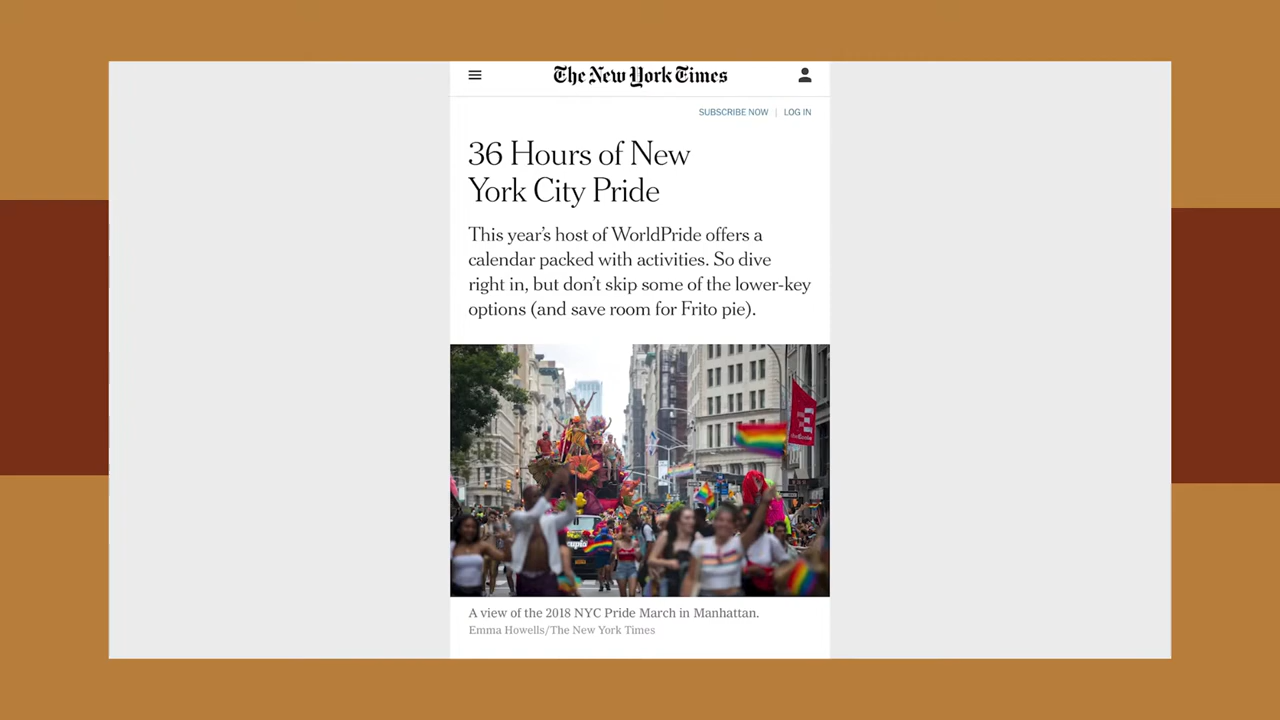 The New York Times
SUBSCRIBE NOW | LOG IN
36 Hours of New
York City Pride
This year's host of WorldPride offers a
calendar packed with activities. So dive
right in, but don't skip some of the lower-key
options (and save room for Frito pie).
A view of the 2018 NYC Pride March in Manhattan.
Emma Howells/The New York Times